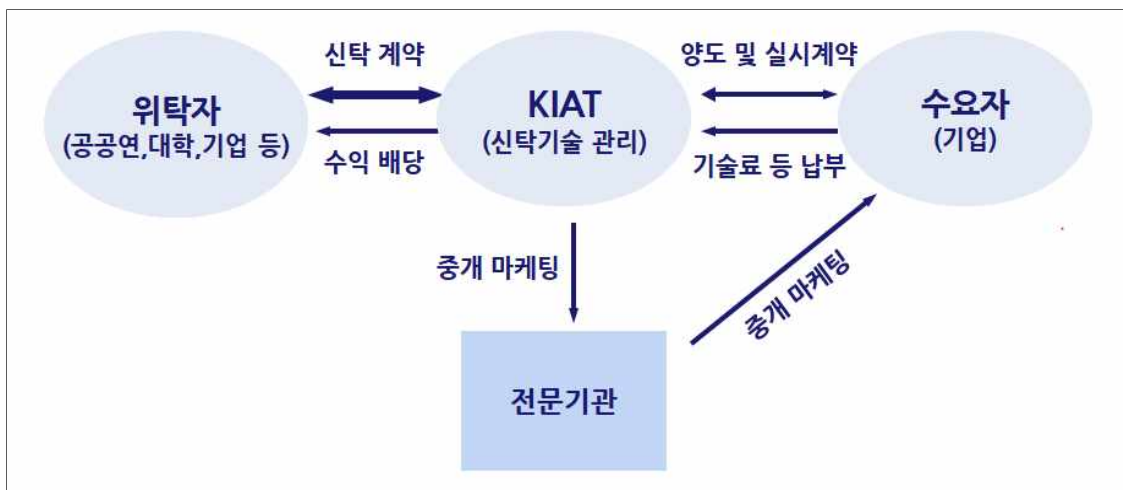 신탁 계약
양도 및 실시계약
위탁자
(공공연,대학,기업 등)
KIAT
(신탁기술 관리)
수요자
(기업)
수익 배당
기술료 등 납부
중개 마케팅
중개 마케팅
전문기관